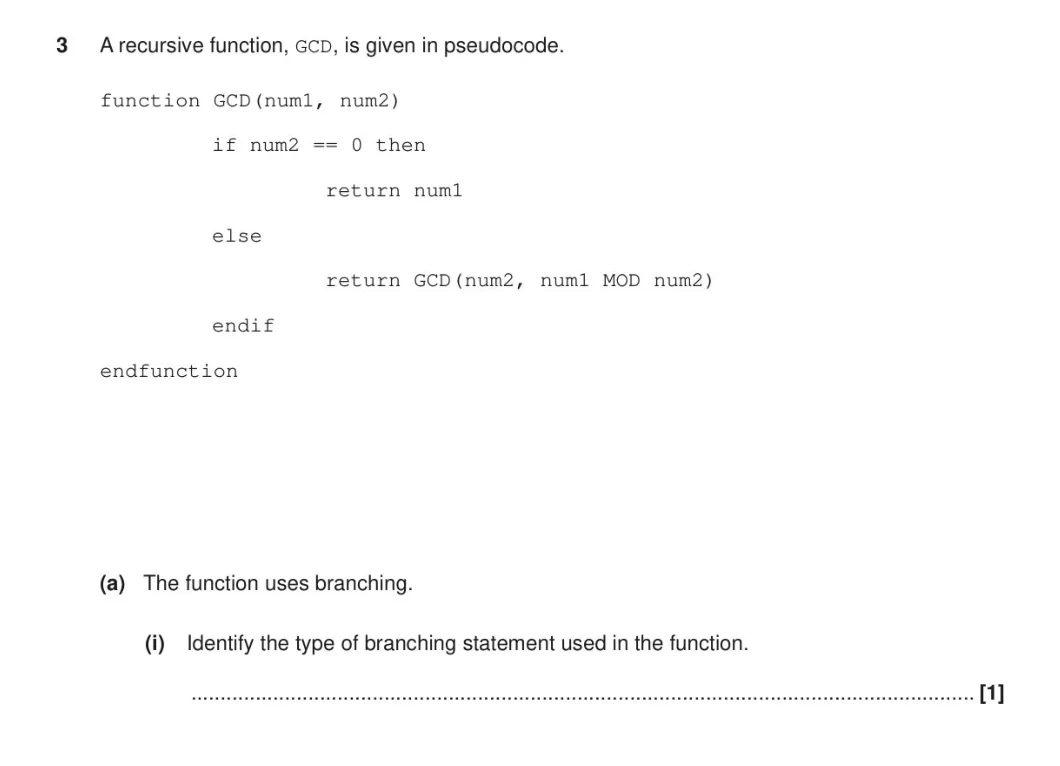 3 A recursive function, GCD, is given in pseudocode.
function GCD(num1, num2)
if num2 == 0 then
return num1
else
return GCD(num2, num1 MOD num2)
endif
endfunction
(a) The function uses branching.
(i) Identify the type of branching statement used in the function.
.......................................................................................................................................... [1]